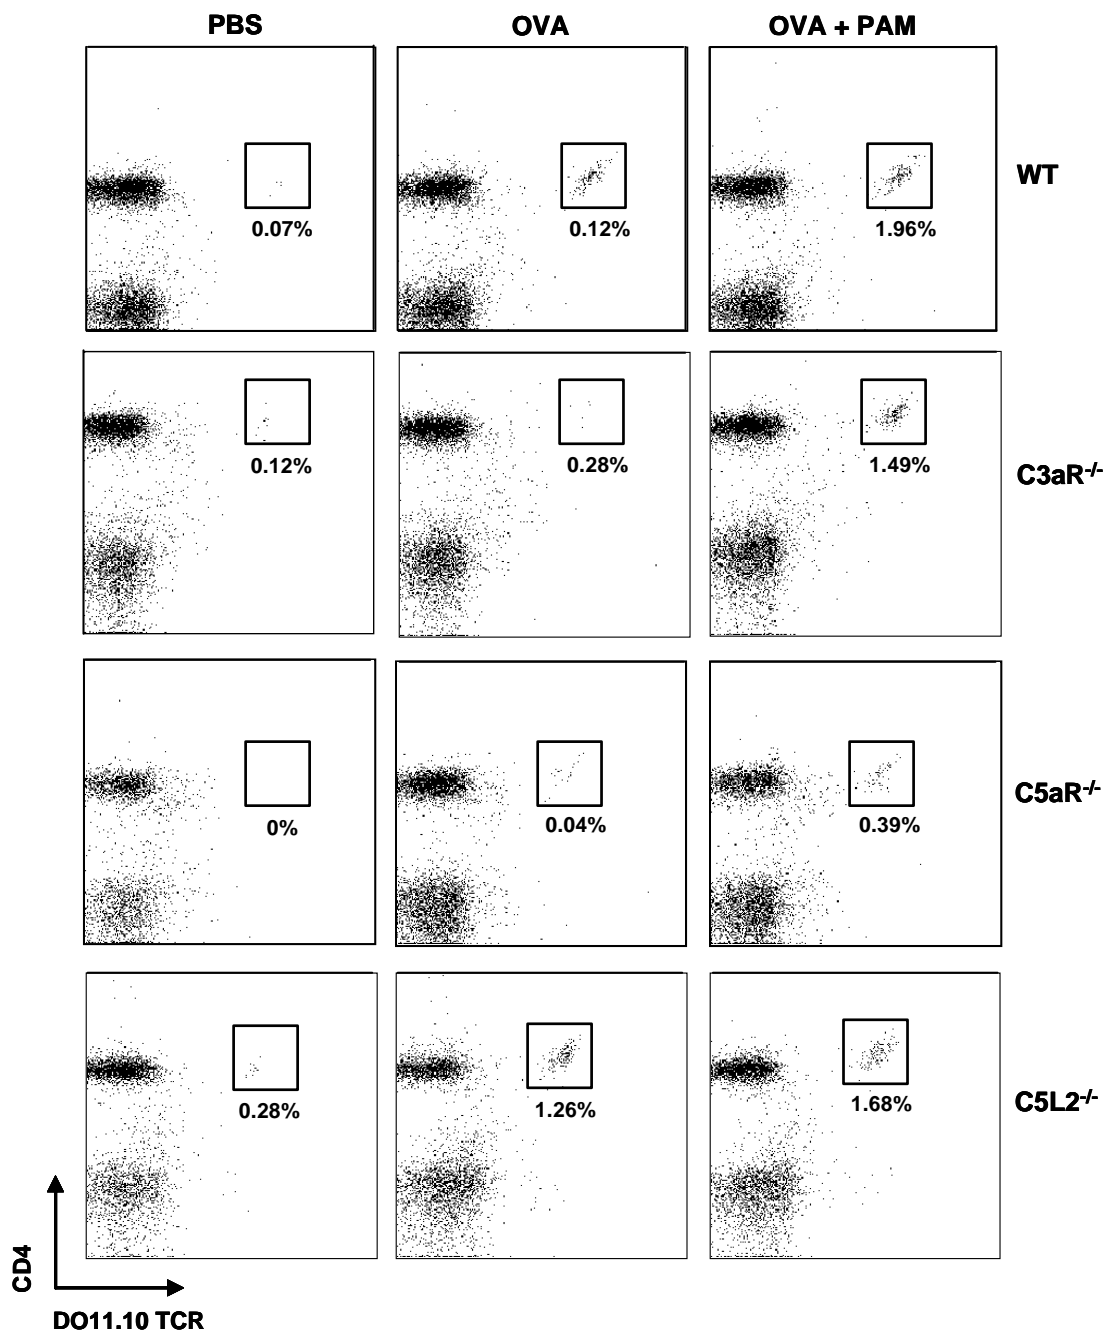 PBS OVA OVA + PAM
WT
0.07% 0.12% 1.96%
0.12% 0.28% 1.49%
C3aR-/-
C5aR-/-
0% 0.04% 0.39%
0.28% 1.26% 1.68%
C5L2-/-
CD4
DO11.10 TCR